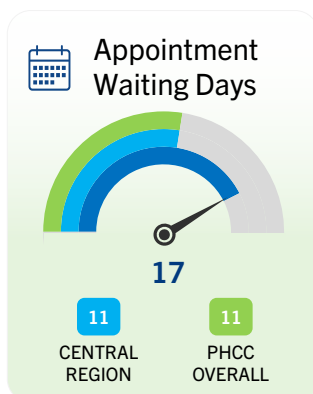 Appointment
Waiting Days
17
11
11
CENTRAL
REGION
PHCC
OVERALL